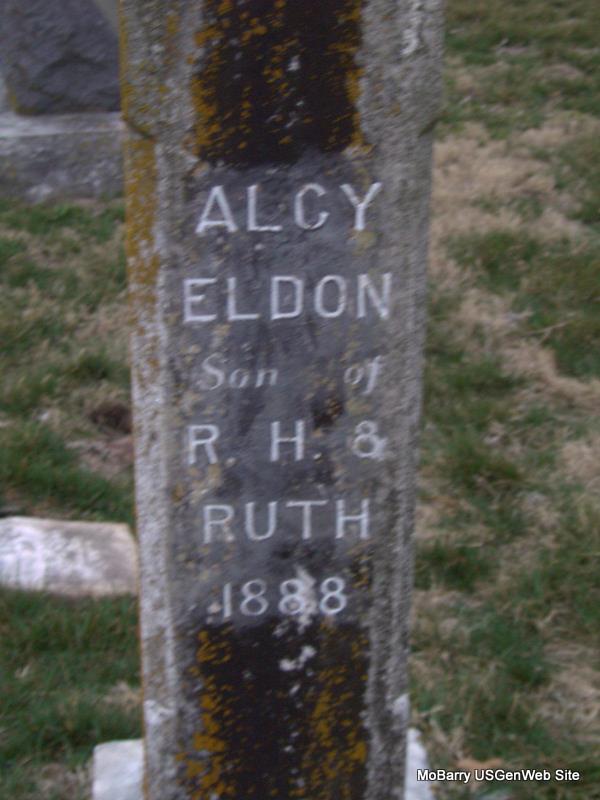 ALCY
ELDON
Son of
R. H. &
RUTH
1888
MoBarry USGenWeb Site